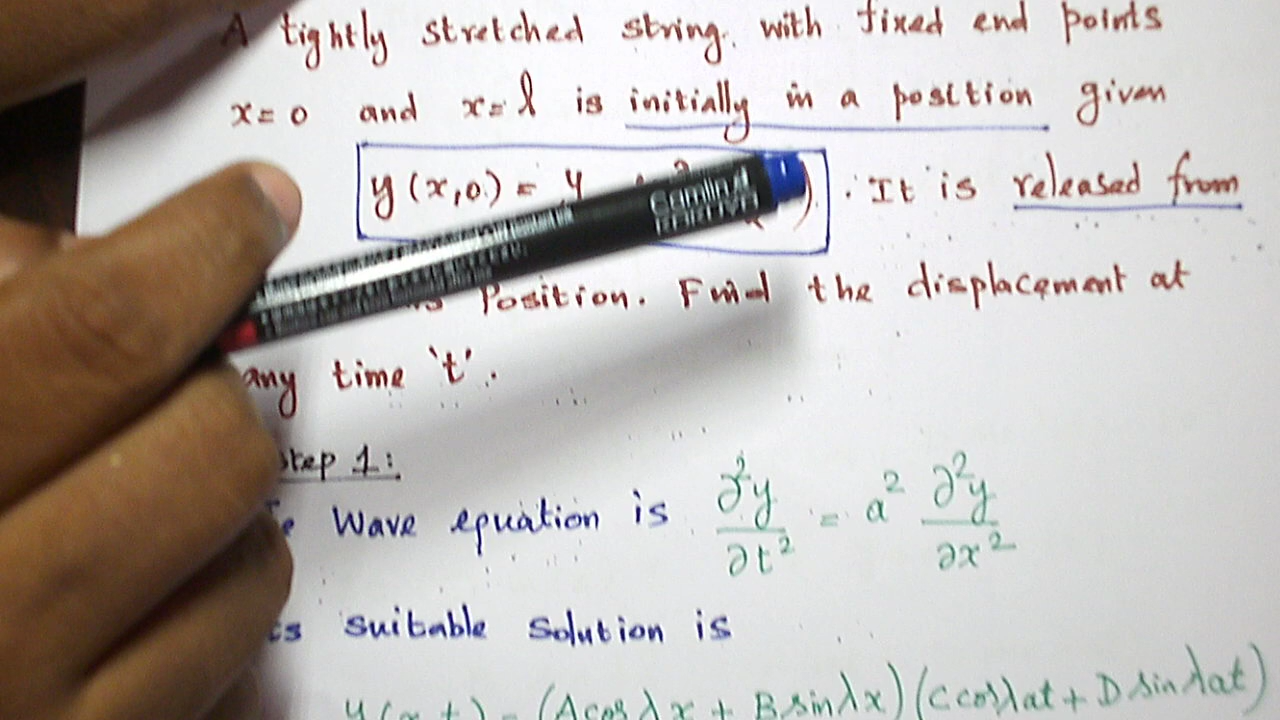 A tightly stretched string with fixed end points
x=0 and x=l is initially in a position given
y(x,0) = y ). It is released from
Position. Find the displacement at
any time 't'.
Step 1:
Wave equation is ∂²y/∂t² = a² ∂²y/∂x²
suitable solution is
y(x,t) = (A cos λx + B sin λx)(C cos λat + D sin λat)
Camlin